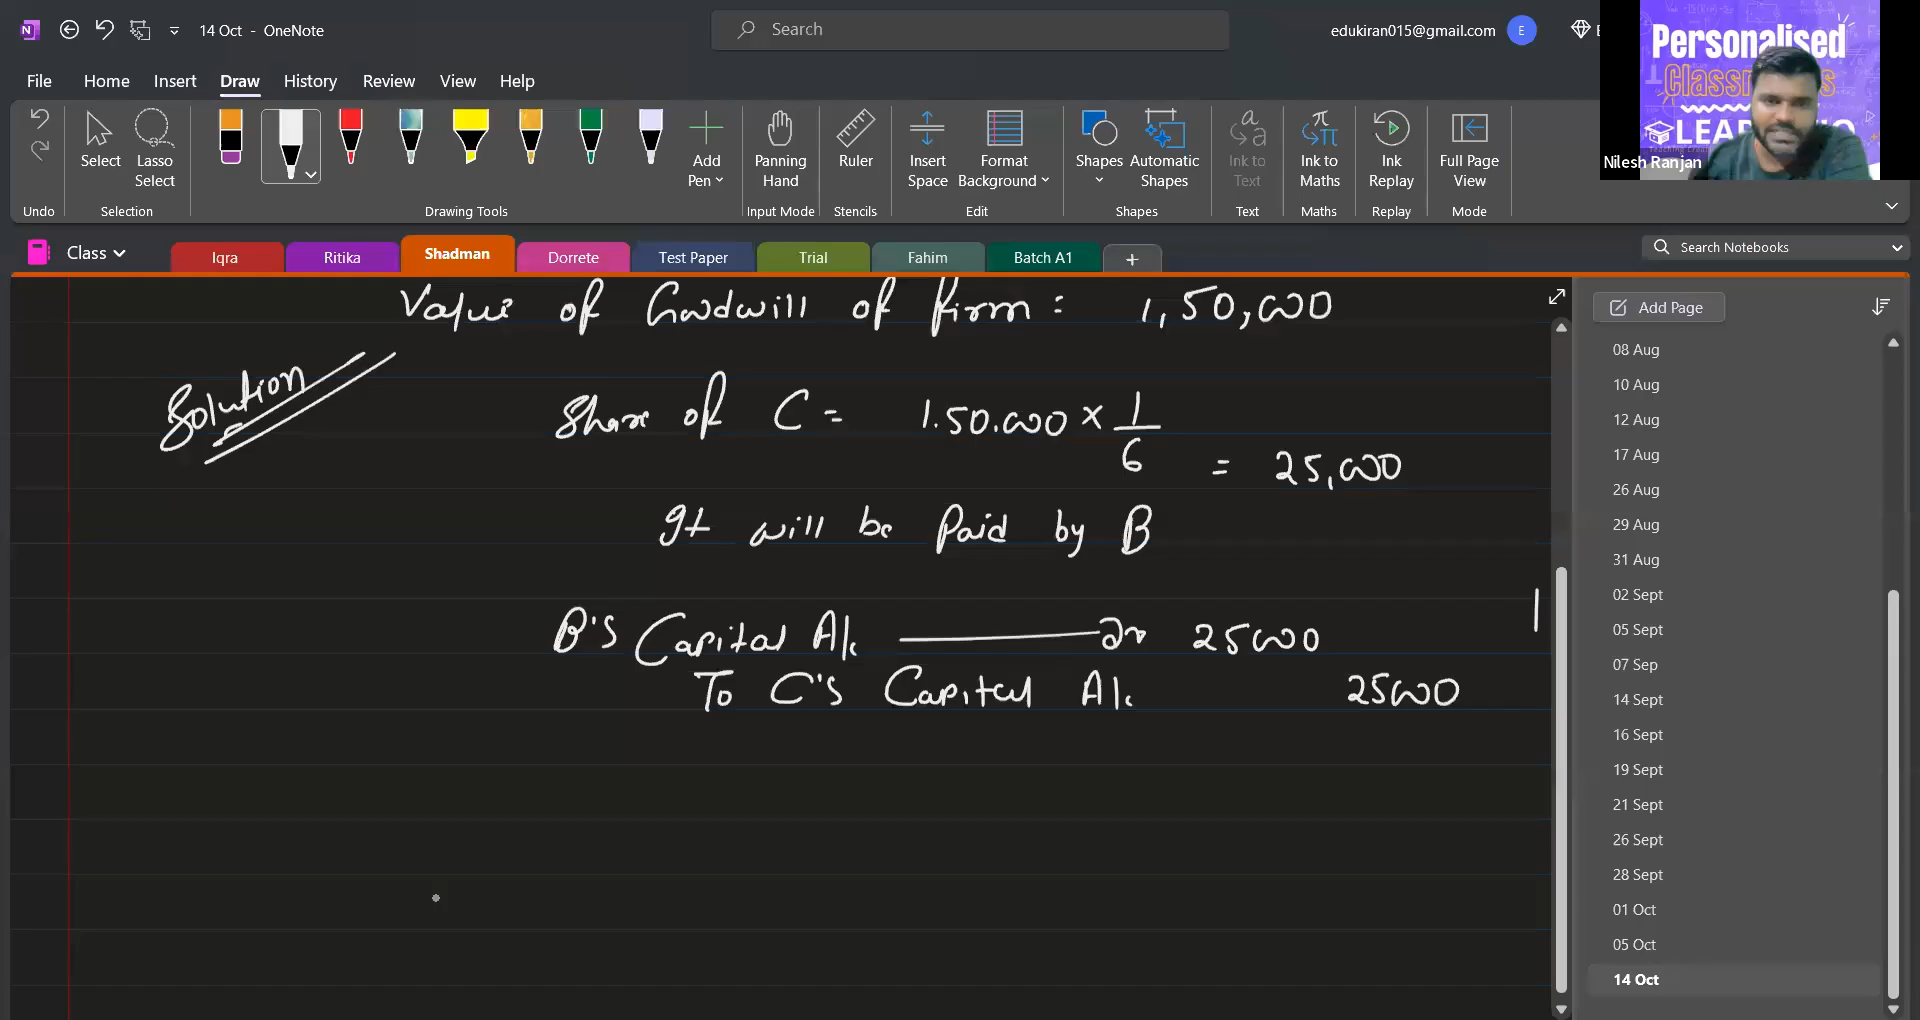 14 Oct - OneNote
Search
edukiran015@gmail.com
E
File Home Insert Draw History Review View Help
Undo
Select
Lasso Select
Selection
Drawing Tools
Add Pen
Panning Hand
Input Mode
Ruler
Stencils
Insert Space
Format Background
Edit
Shapes
Automatic Shapes
Shapes
Ink to Text
Text
Ink to Maths
Maths
Ink Replay
Replay
Full Page View
Mode
Personalised
Nilesh Ranjan
Class
Iqra Ritika Shadman Dorrete Test Paper Trial Fahim Batch A1 +
Search Notebooks
Add Page
Value of Goodwill of firm : 1,50,000
Solution
Share of C = 1.50.000 × 1/6
= 25,000
It will be Paid by B
B's Capital A/c Dr 25000
To C's Capital A/c 25000
08 Aug
10 Aug
12 Aug
17 Aug
26 Aug
29 Aug
31 Aug
02 Sept
05 Sept
07 Sep
14 Sept
16 Sept
19 Sept
21 Sept
26 Sept
28 Sept
01 Oct
05 Oct
14 Oct